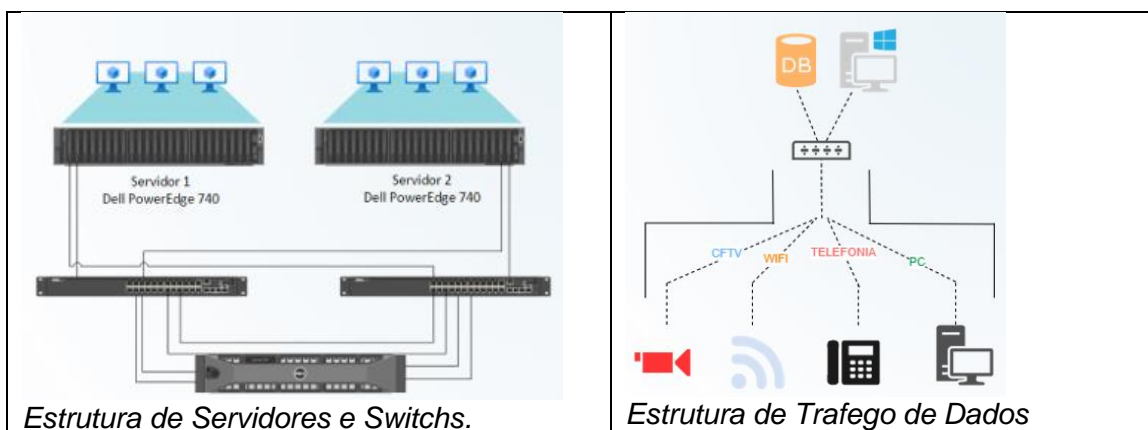 Servidor 1
Dell PowerEdge 740
Servidor 2
Dell PowerEdge 740
Estrutura de Servidores e Switchs.
DB
CFTV
WIFI
TELEFONIA
PC
Estrutura de Trafego de Dados